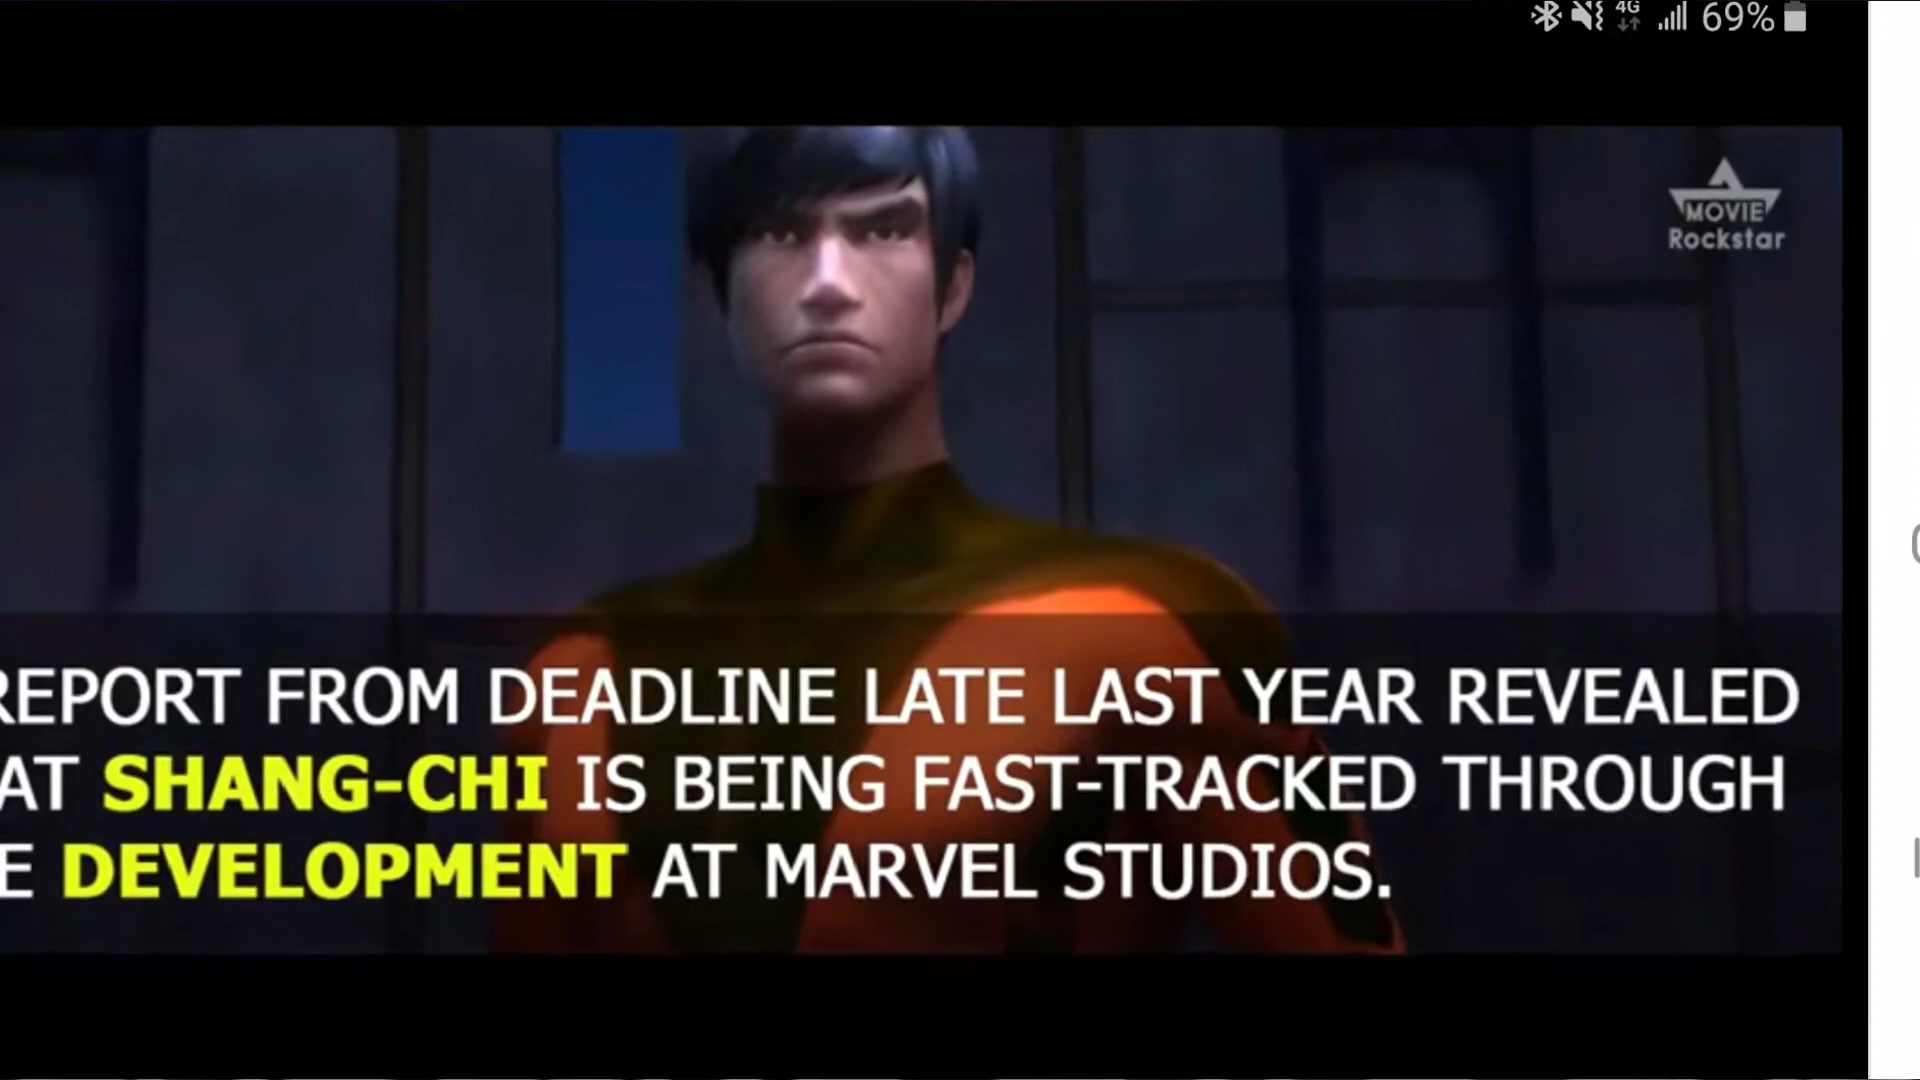 4G 69%
MOVIE
Rockstar
REPORT FROM DEADLINE LATE LAST YEAR REVEALED
AT SHANG-CHI IS BEING FAST-TRACKED THROUGH
E DEVELOPMENT AT MARVEL STUDIOS.